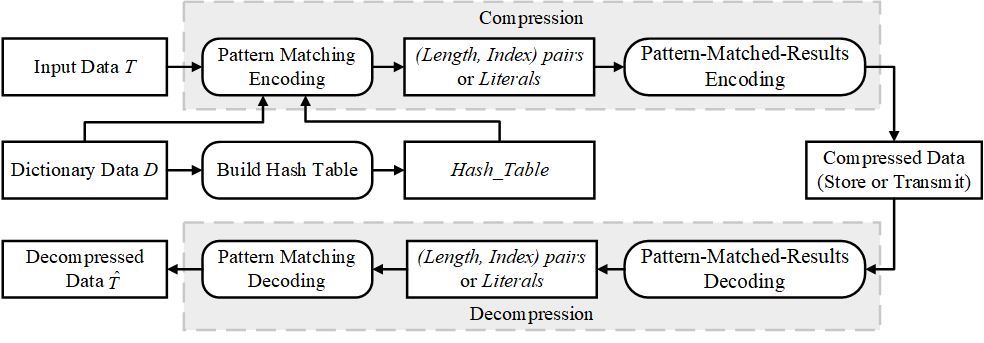 Compression
Input Data T
Pattern Matching
Encoding
(Length, Index) pairs
or Literals
Pattern-Matched-Results
Encoding
Dictionary Data D
Build Hash Table
Hash_Table
Compressed Data
(Store or Transmit)
Decompressed
Data T̂
Pattern Matching
Decoding
(Length, Index) pairs
or Literals
Pattern-Matched-Results
Decoding
Decompression